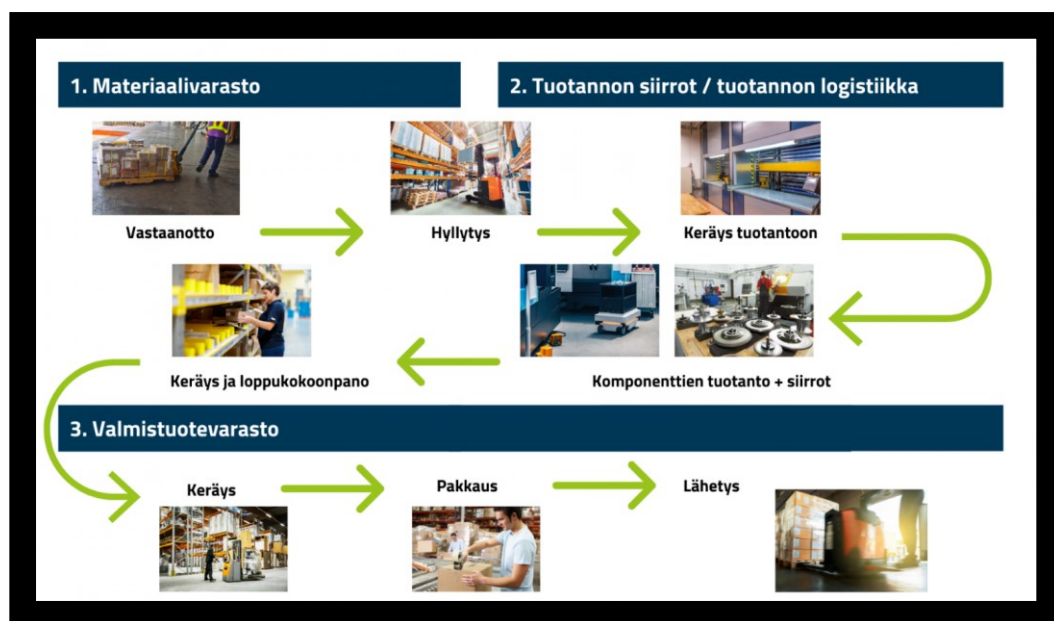 1. Materiaalivarasto
2. Tuotannon siirrot / tuotannon logistiikka
Vastaanotto
Hyllytys
Keräys tuotantoon
Keräys ja loppukokoonpano
Komponenttien tuotanto + siirrot
3. Valmistuotevarasto
Keräys
Pakkaus
Lähetys